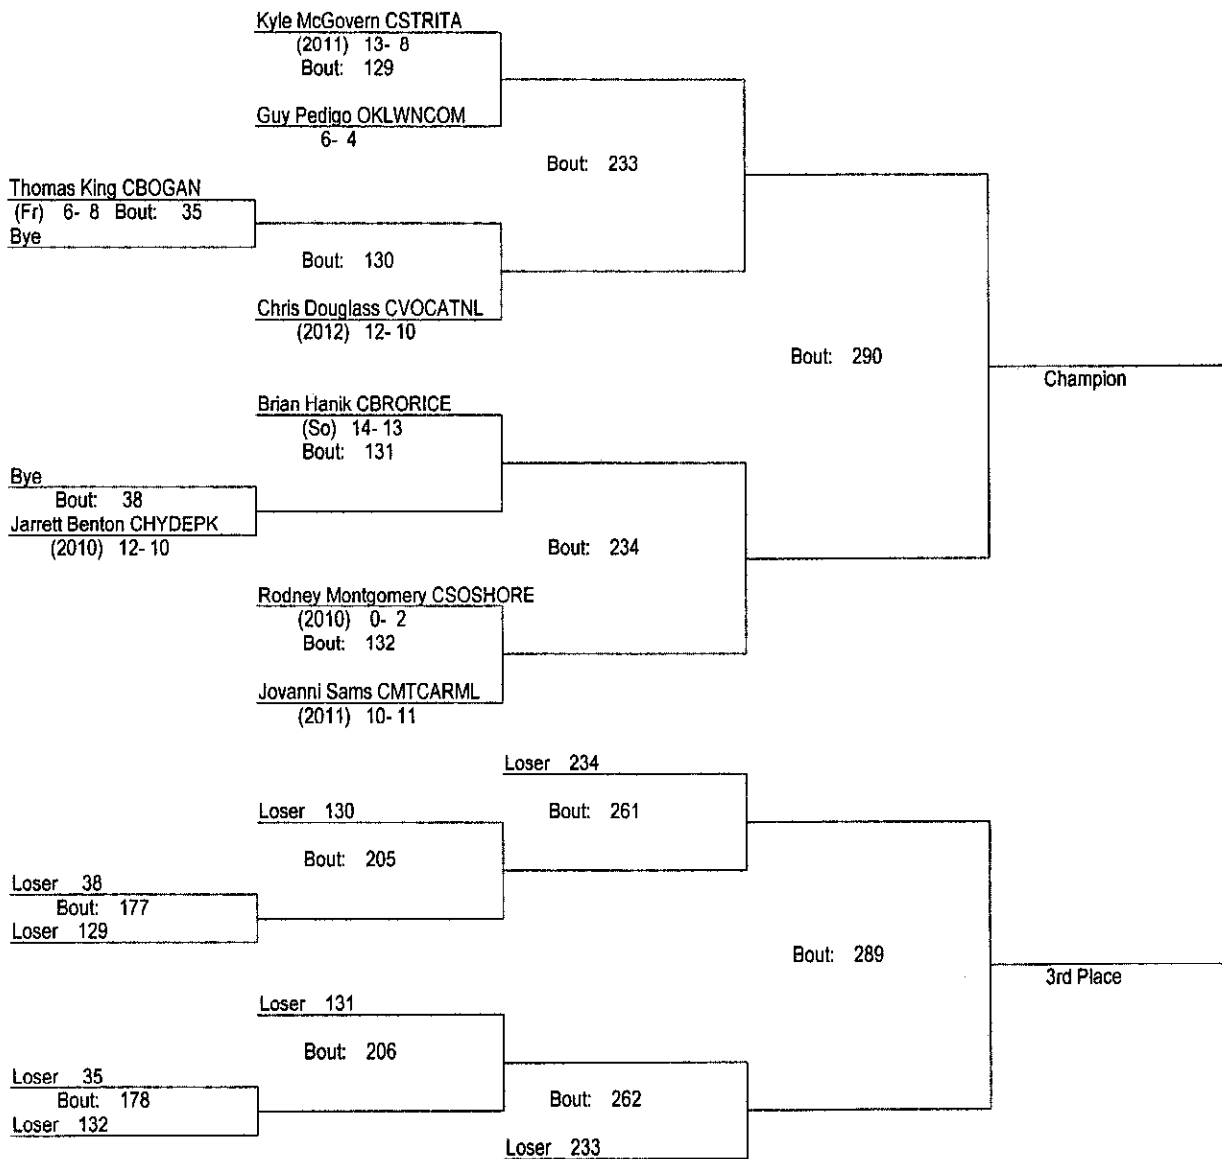 Kyle McGovern CSTRITA
(2011) 13- 8
Bout: 129
Guy Pedigo OKLWNCOM
6- 4
Bout: 233
Thomas King CBOGAN
(Fr) 6- 8 Bout: 35
Bye
Bout: 130
Chris Douglass CVOCATNL
(2012) 12- 10
Bout: 290
Champion
Brian Hanik CBRORICE
(So) 14- 13
Bout: 131
Bye
Bout: 38
Jarrett Benton CHYDEPK
(2010) 12- 10
Bout: 234
Rodney Montgomery CSOSHORE
(2010) 0- 2
Bout: 132
Jovanni Sams CMTCARML
(2011) 10- 11
Loser 234
Bout: 261
Loser 130
Bout: 205
Loser 38
Bout: 177
Loser 129
Bout: 289
3rd Place
Loser 131
Bout: 206
Loser 35
Bout: 178
Loser 132
Bout: 262
Loser 233